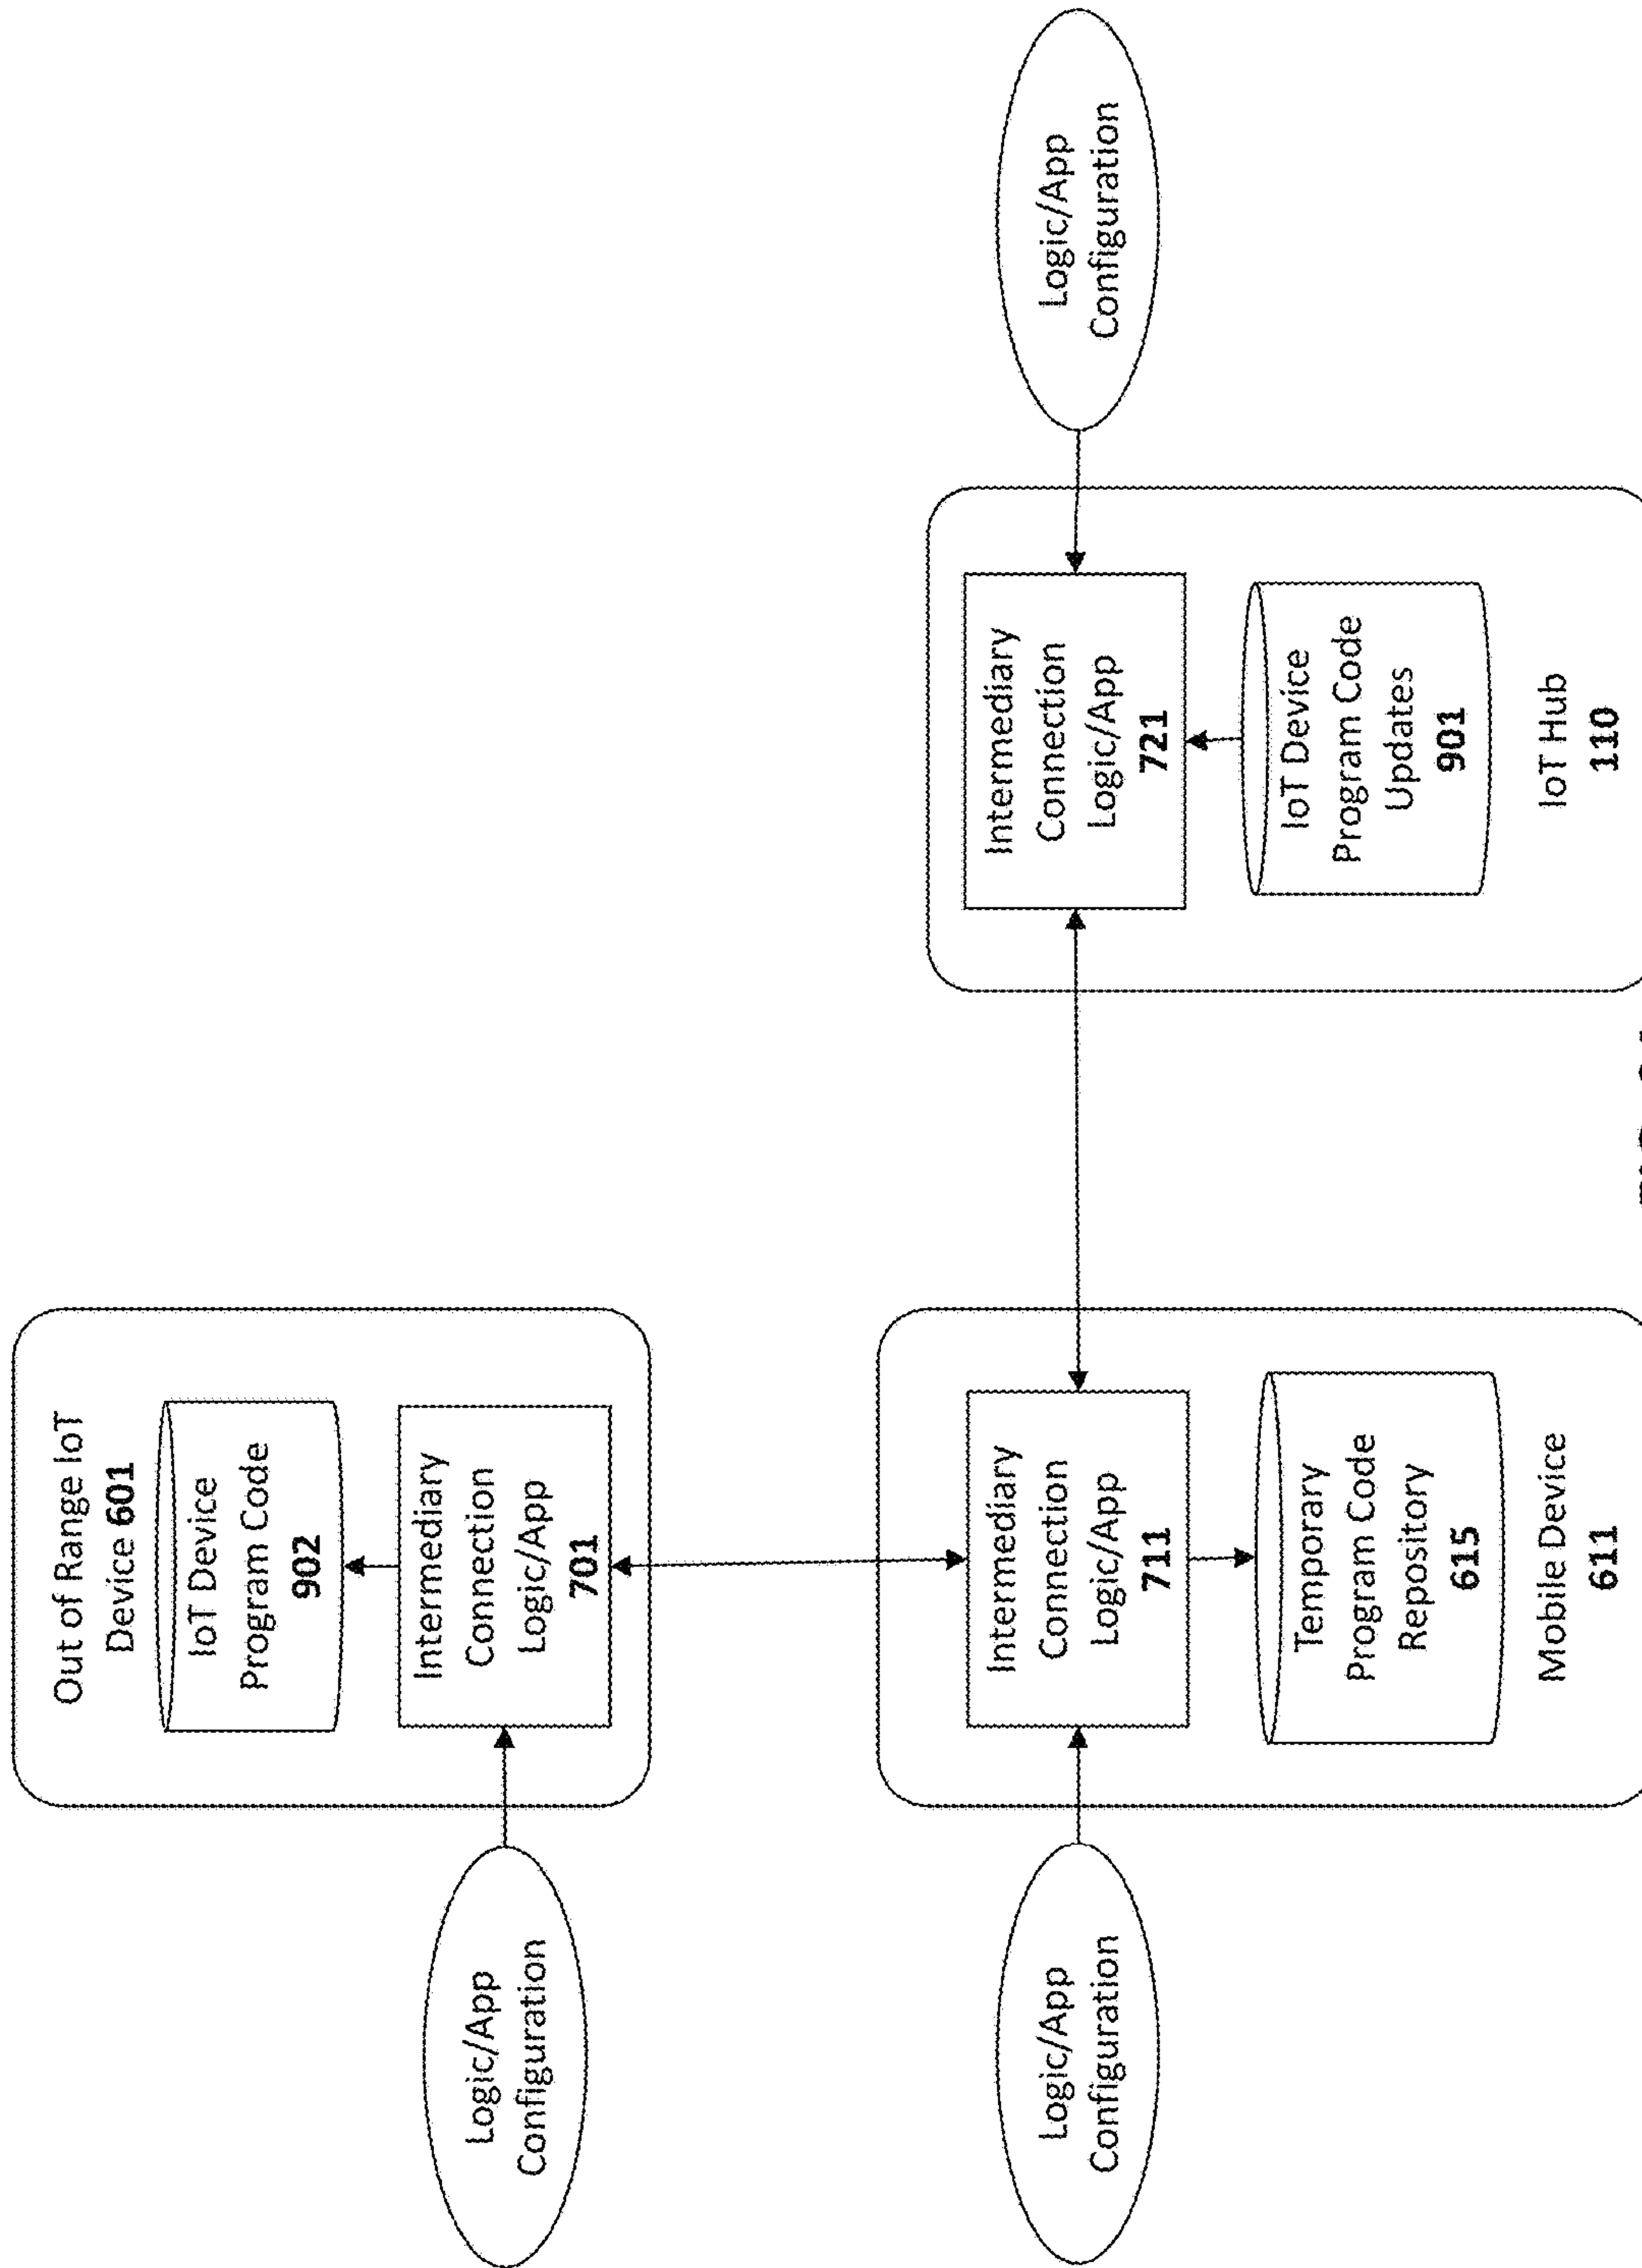 Out of Range IoT
Device 601
IoT Device
Program Code
902
Intermediary
Connection
Logic/App
701
Logic/App
Configuration
Logic/App
Configuration
Intermediary
Connection
Logic/App
711
Temporary
Program Code
Repository
615
Mobile Device
611
Intermediary
Connection
Logic/App
721
IoT Device
Program Code
Updates
901
IoT Hub
110
Logic/App
Configuration